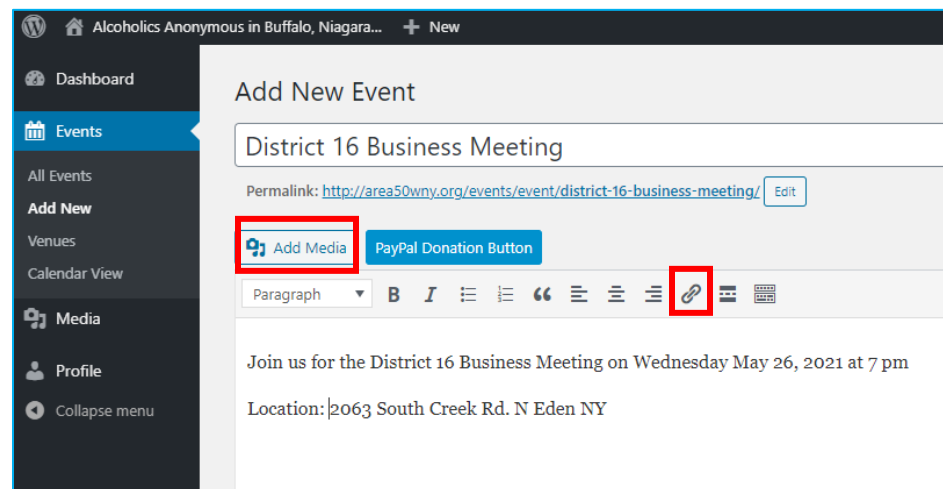 Alcoholics Anonymous in Buffalo, Niagara... + New
Dashboard
Events
All Events
Add New
Venues
Calendar View
Media
Profile
Collapse menu
Add New Event
District 16 Business Meeting
Permalink: http://area50wny.org/events/event/district-16-business-meeting/ Edit
Add Media PayPal Donation Button
Paragraph B I
Join us for the District 16 Business Meeting on Wednesday May 26, 2021 at 7 pm
Location: 2063 South Creek Rd. N Eden NY